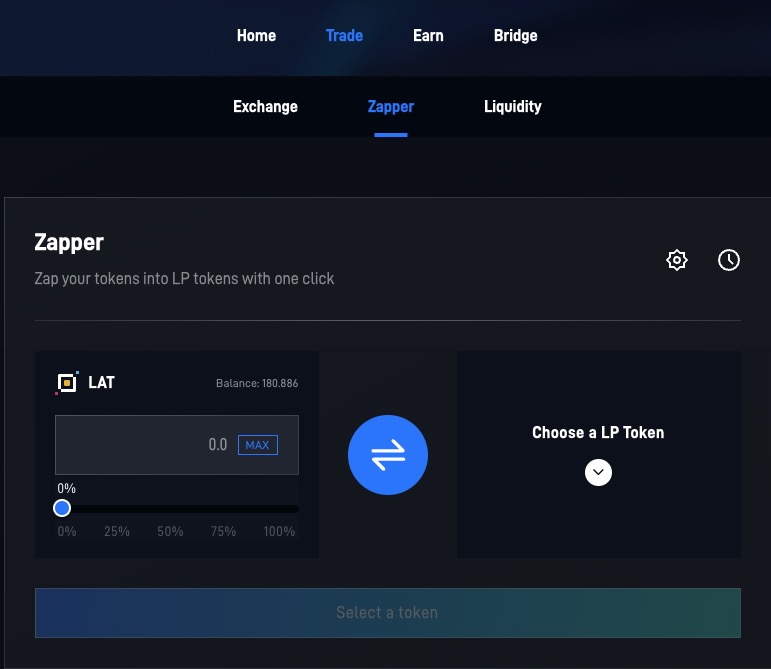 Home Trade Earn Bridge
Exchange Zapper Liquidity
Zapper
Zap your tokens into LP tokens with one click
LAT Balance: 180.886
0.0 MAX
0%
0% 25% 50% 75% 100%
Choose a LP Token
Select a token